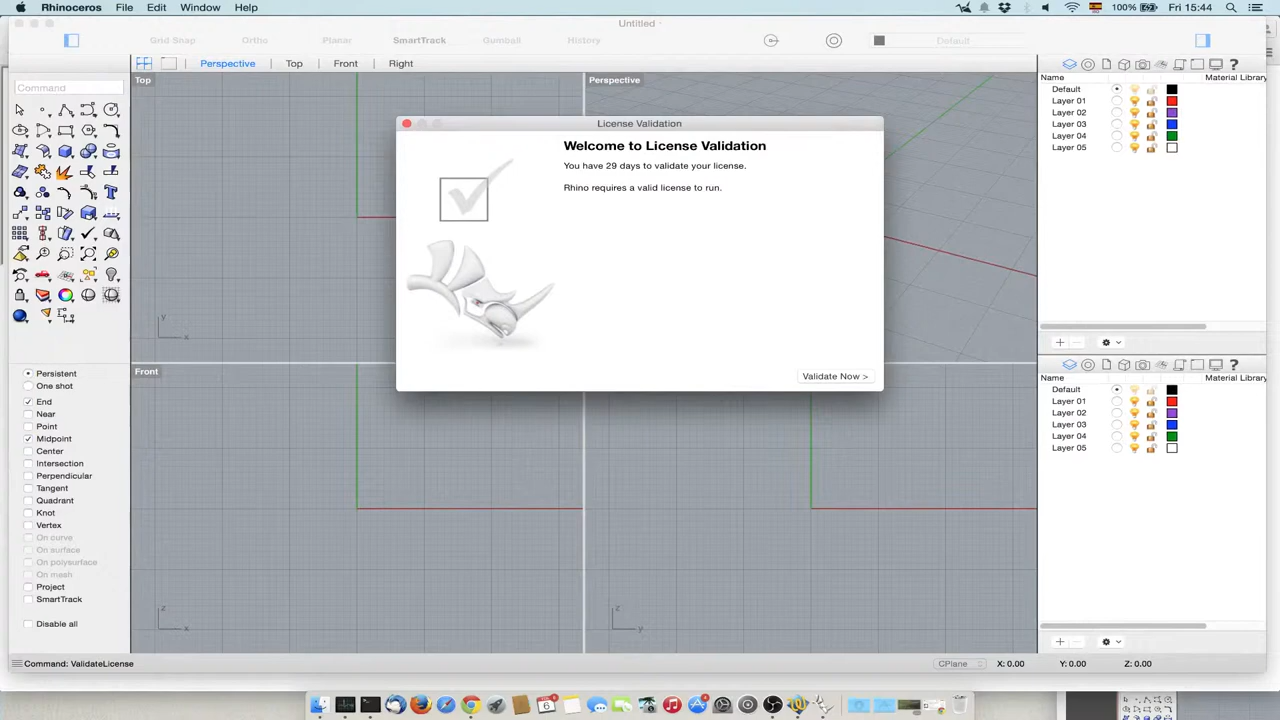 Rhinoceros File Edit Window Help 100% Fri 15:44
Untitled
Grid Snap Ortho Planar SmartTrack Gumball History Default
Perspective Top Front Right
Command
Top
Perspective
Front
License Validation
Welcome to License Validation
You have 29 days to validate your license.
Rhino requires a valid license to run.
Validate Now >
Name Material Library
Default
Layer 01
Layer 02
Layer 03
Layer 04
Layer 05
Name Material Library
Default
Layer 01
Layer 02
Layer 03
Layer 04
Layer 05
Persistent
One shot
End
Near
Point
Midpoint
Center
Intersection
Perpendicular
Tangent
Quadrant
Knot
Vertex
On curve
On surface
On polysurface
On mesh
Project
SmartTrack
Disable all
y
x
z
x
z
y
Command: ValidateLicense
CPlane X: 0.00 Y: 0.00 Z: 0.00
6